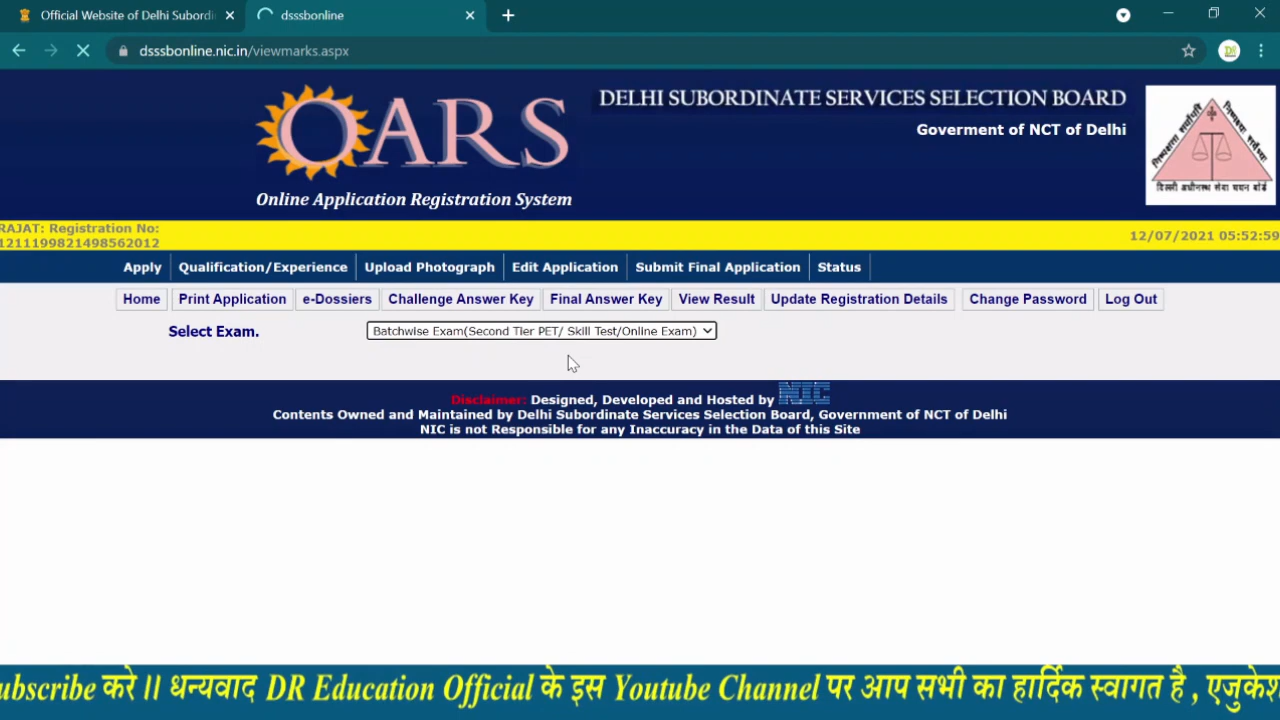 Official Website of Delhi Subordi
dsssbonline
dsssbonline.nic.in/viewmarks.aspx
OARS
Online Application Registration System
DELHI SUBORDINATE SERVICES SELECTION BOARD
Goverment of NCT of Delhi
दिल्ली अधीनस्थ सेवा चयन बोर्ड
RAJAT: Registration No:
1211199821498562012
12/07/2021 05:52:59
Apply Qualification/Experience Upload Photograph Edit Application Submit Final Application Status
Home Print Application e-Dossiers Challenge Answer Key Final Answer Key View Result Update Registration Details Change Password Log Out
Select Exam. Batchwise Exam(Second Tier PET/ Skill Test/Online Exam)
Disclaimer: Designed, Developed and Hosted by NIC
Contents Owned and Maintained by Delhi Subordinate Services Selection Board, Government of NCT of Delhi
NIC is not Responsible for any Inaccuracy in the Data of this Site
ubscribe करे ।। धन्यवाद DR Education Official के इस Youtube Channel पर आप सभी का हार्दिक स्वागत है , एजुकेश